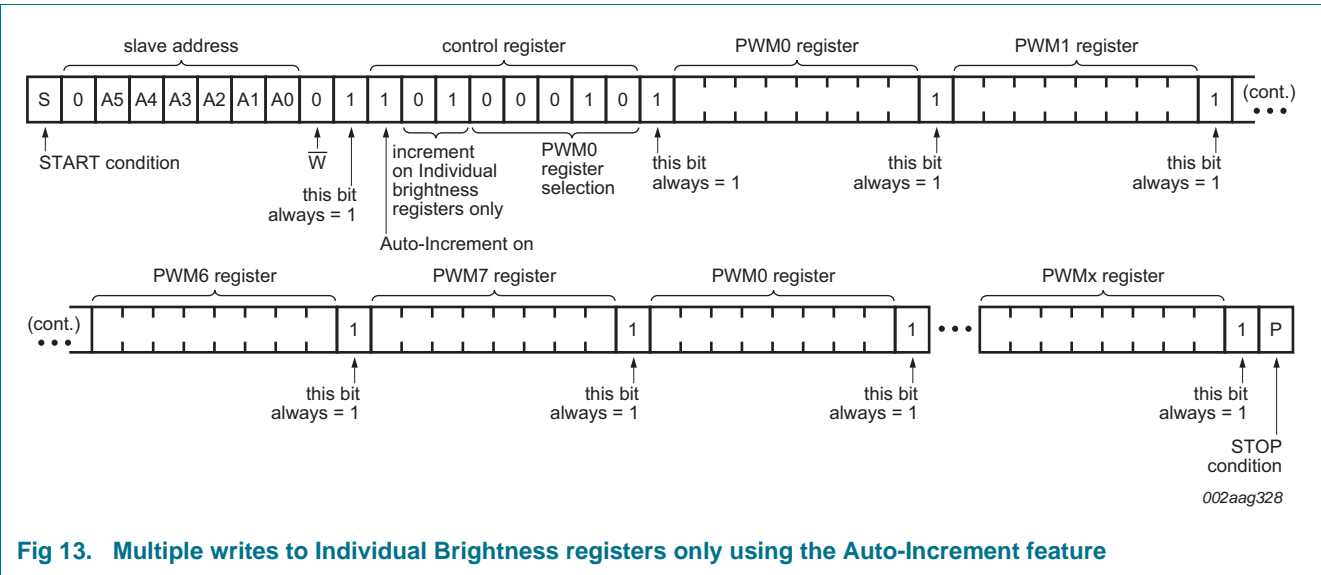 slave address control register PWM0 register PWM1 register
S 0 A5 A4 A3 A2 A1 A0 0 1 1 0 1 0 0 0 1 0 1 1 1 (cont.)
START condition
W
this bit
always = 1
Auto-Increment on
increment
on Individual
brightness
registers only
PWM0
register
selection
this bit
always = 1
this bit
always = 1
this bit
always = 1
PWM6 register PWM7 register PWM0 register PWMx register
(cont.) 1 1 1 1 P
this bit
always = 1
this bit
always = 1
this bit
always = 1
this bit
always = 1
STOP
condition
002aag328
Fig 13. Multiple writes to Individual Brightness registers only using the Auto-Increment feature